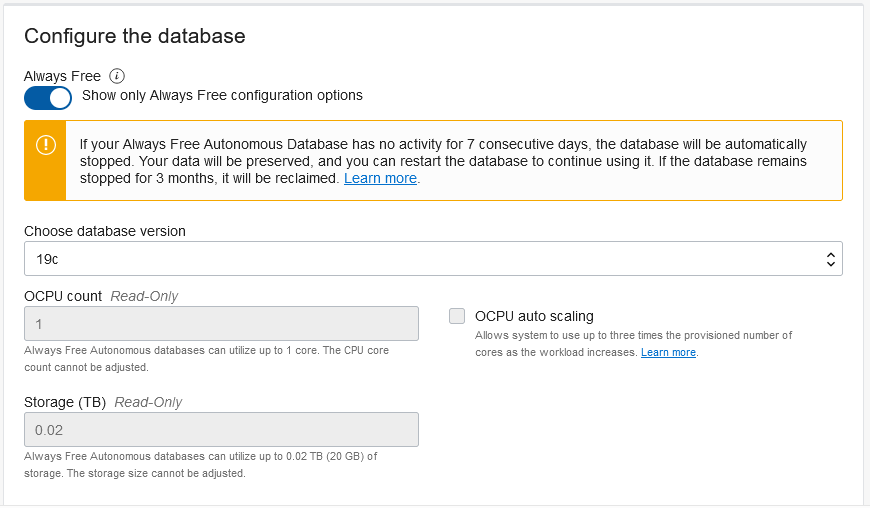 Configure the database
Always Free
Show only Always Free configuration options
If your Always Free Autonomous Database has no activity for 7 consecutive days, the database will be automatically
stopped. Your data will be preserved, and you can restart the database to continue using it. If the database remains
stopped for 3 months, it will be reclaimed. Learn more.
Choose database version
19c
OCPU count Read-Only
1
Always Free Autonomous databases can utilize up to 1 core. The CPU core
count cannot be adjusted.
OCPU auto scaling
Allows system to use up to three times the provisioned number of
cores as the workload increases. Learn more.
Storage (TB) Read-Only
0.02
Always Free Autonomous databases can utilize up to 0.02 TB (20 GB) of
storage. The storage size cannot be adjusted.